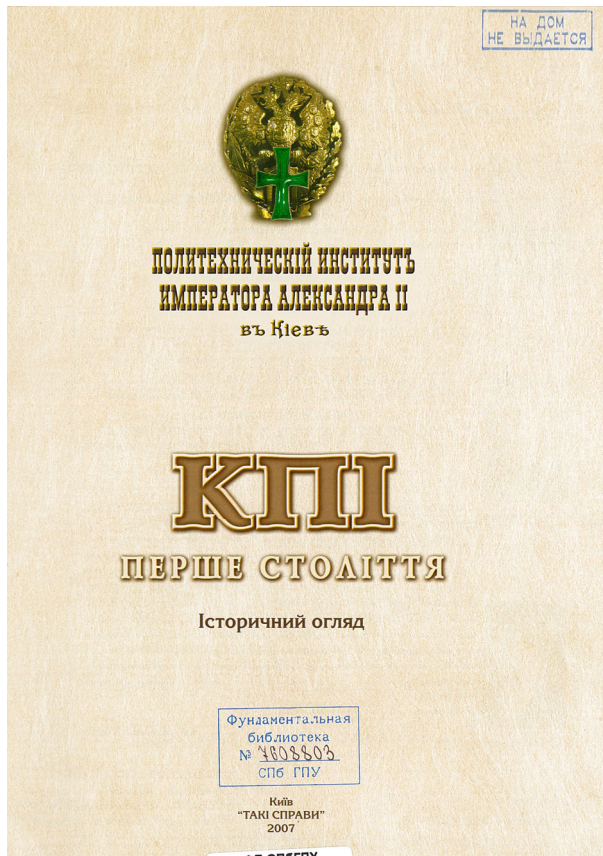 НА ДОМ
НЕ ВЫДАЕТСЯ
ПОЛИТЕХНИЧЕСКІЙ ИНСТИТУТЪ
ИМПЕРАТОРА АЛЕКСАНДРА II
въ Кіевѣ
КПІ
ПЕРШЕ СТОЛІТТЯ
Історичний огляд
Фундаментальная
библиотека
№ 7608803
СПб ГПУ
Київ
“ТАКІ СПРАВИ”
2007